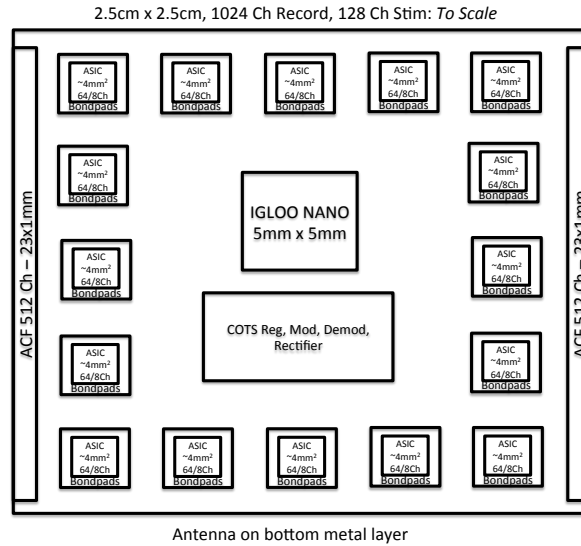 2.5cm x 2.5cm, 1024 Ch Record, 128 Ch Stim: To Scale
ACF 512 Ch – 23x1mm
ASIC
~4mm²
64/8Ch
Bondpads
ASIC
~4mm²
64/8Ch
Bondpads
ASIC
~4mm²
64/8Ch
Bondpads
ASIC
~4mm²
64/8Ch
Bondpads
ASIC
~4mm²
64/8Ch
Bondpads
ACF 512 Ch – 23x1mm
ASIC
~4mm²
64/8Ch
Bondpads
ASIC
~4mm²
64/8Ch
Bondpads
IGLOO NANO
5mm x 5mm
ASIC
~4mm²
64/8Ch
Bondpads
ASIC
~4mm²
64/8Ch
Bondpads
COTS Reg, Mod, Demod,
Rectifier
ASIC
~4mm²
64/8Ch
Bondpads
ASIC
~4mm²
64/8Ch
Bondpads
ASIC
~4mm²
64/8Ch
Bondpads
ASIC
~4mm²
64/8Ch
Bondpads
ASIC
~4mm²
64/8Ch
Bondpads
ASIC
~4mm²
64/8Ch
Bondpads
ASIC
~4mm²
64/8Ch
Bondpads
Antenna on bottom metal layer